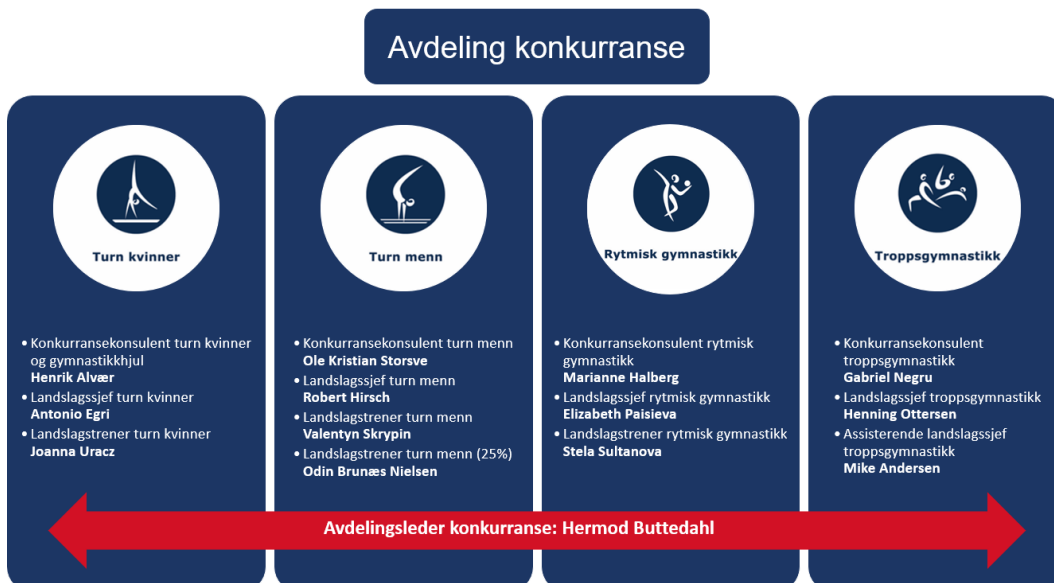 Avdeling konkurranse
Turn kvinner
• Konkurransekonsulent turn kvinner
og gymnastikkhjul
Henrik Alvær
• Landslagssjef turn kvinner
Antonio Egri
• Landslagstrener turn kvinner
Joanna Uracz
Turn menn
• Konkurransekonsulent turn menn
Ole Kristian Storsve
• Landslagssjef turn menn
Robert Hirsch
• Landslagstrener turn menn
Valentyn Skrypin
• Landslagstrener turn menn (25%)
Odin Brunæs Nielsen
Rytmisk gymnastikk
• Konkurransekonsulent rytmisk
gymnastikk
Marianne Halberg
• Landslagssjef rytmisk gymnastikk
Elizabeth Paisieva
• Landslagstrener rytmisk gymnastikk
Stela Sultanova
Troppsgymnastikk
• Konkurransekonsulent
troppsgymnastikk
Gabriel Negru
• Landslagssjef troppsgymnastikk
Henning Ottersen
• Assisterende landslagssjef
troppsgymnastikk
Mike Andersen
Avdelingsleder konkurranse: Hermod Buttedahl